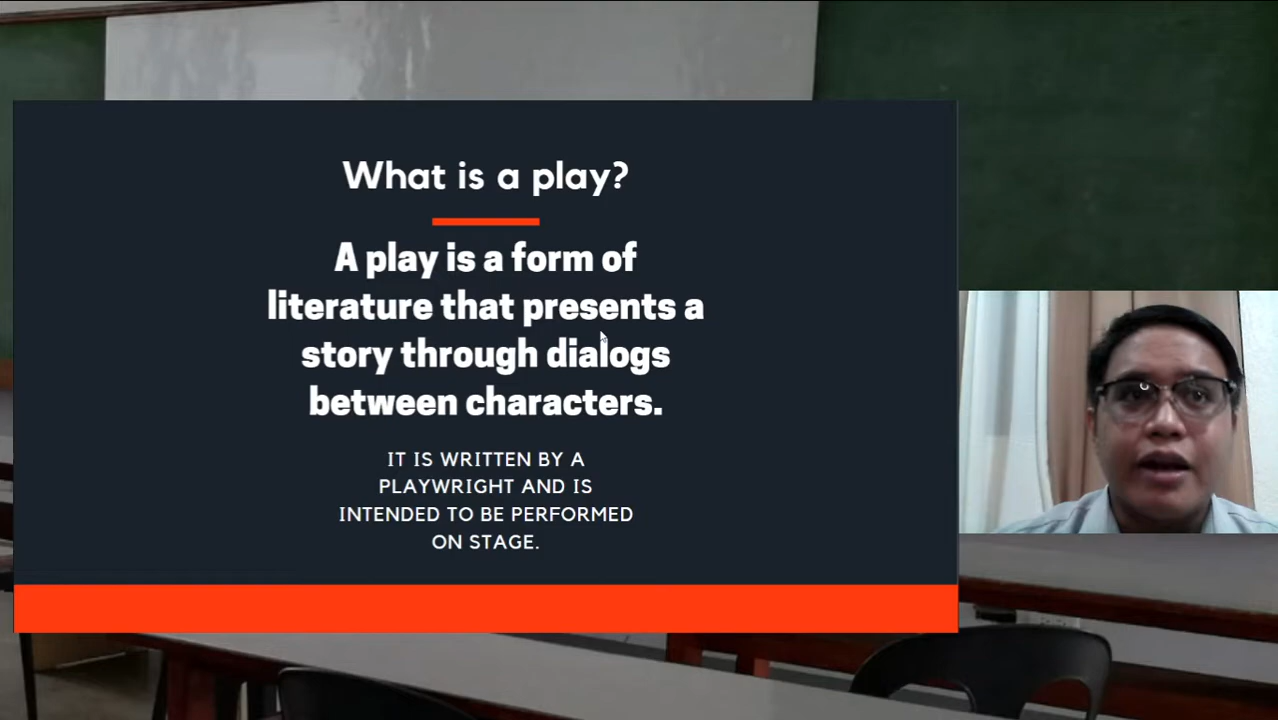 What is a play?
A play is a form of
literature that presents a
story through dialogs
between characters.
IT IS WRITTEN BY A
PLAYWRIGHT AND IS
INTENDED TO BE PERFORMED
ON STAGE.